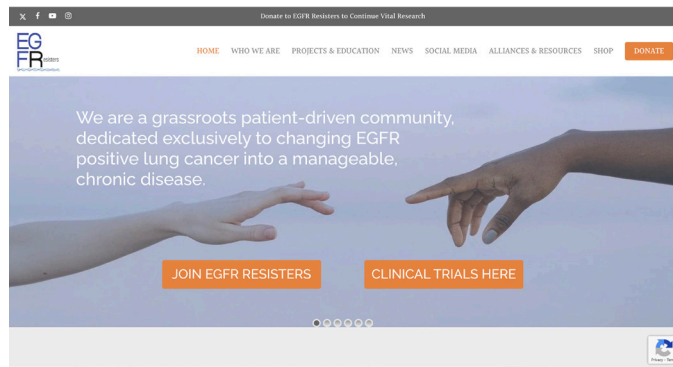 Donate to EGFR Resisters to Continue Vital Research
EGFR esisters
HOME WHO WE ARE PROJECTS & EDUCATION NEWS SOCIAL MEDIA ALLIANCES & RESOURCES SHOP DONATE
We are a grassroots patient-driven community,
dedicated exclusively to changing EGFR
positive lung cancer into a manageable,
chronic disease.
JOIN EGFR RESISTERS CLINICAL TRIALS HERE